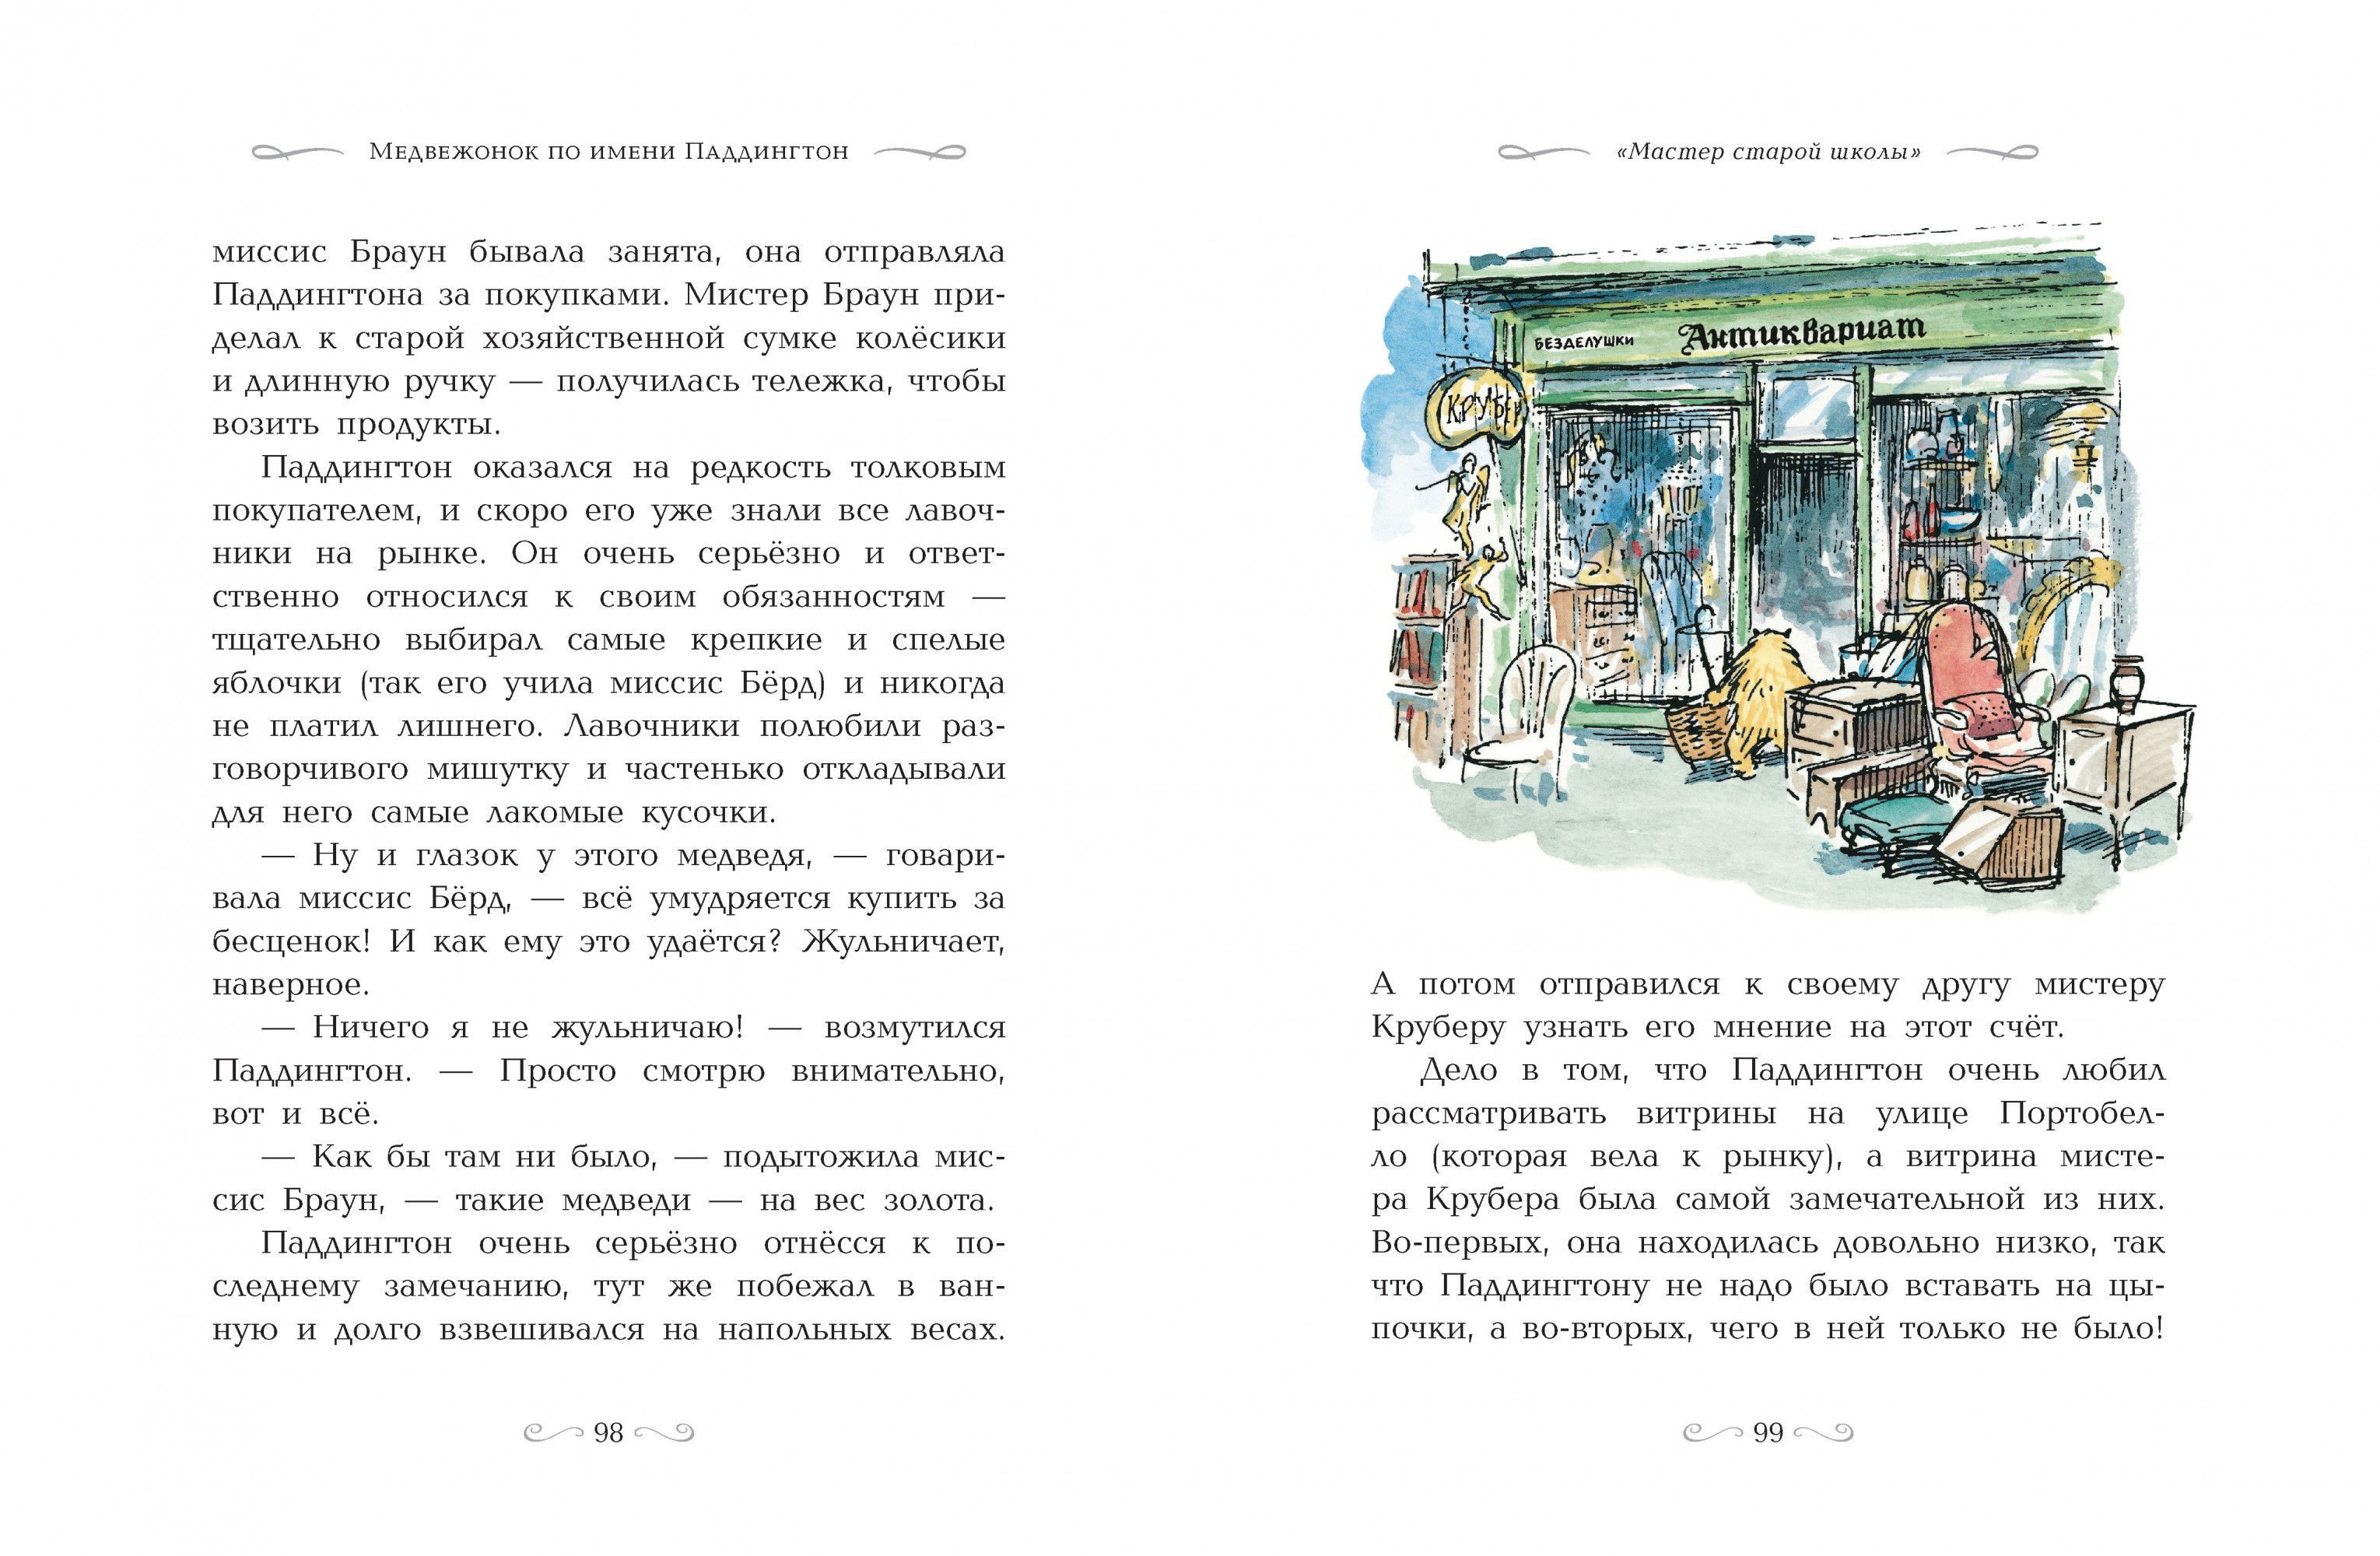 Медвежонок по имени Паддингтон
миссис Браун бывала занята, она отправляла
Паддингтона за покупками. Мистер Браун при-
делал к старой хозяйственной сумке колёсики
и длинную ручку — получилась тележка, чтобы
возить продукты.
Паддингтон оказался на редкость толковым
покупателем, и скоро его уже знали все лавоч-
ники на рынке. Он очень серьёзно и ответ-
ственно относился к своим обязанностям —
тщательно выбирал самые крепкие и спелые
яблочки (так его учила миссис Бёрд) и никогда
не платил лишнего. Лавочники полюбили раз-
говорчивого мишутку и частенько откладывали
для него самые лакомые кусочки.
— Ну и глазок у этого медведя, — говари-
вала миссис Бёрд, — всё умудряется купить за
бесценок! И как ему это удаётся? Жульничает,
наверное.
— Ничего я не жульничаю! — возмутился
Паддингтон. — Просто смотрю внимательно,
вот и всё.
— Как бы там ни было, — подытожила мис-
сис Браун, — такие медведи — на вес золота.
Паддингтон очень серьёзно отнёсся к по-
следнему замечанию, тут же побежал в ван-
ную и долго взвешивался на напольных весах.
98
«Мастер старой школы»
БЕЗДЕЛУШКИ Антиквариат
КРУБЕР
А потом отправился к своему другу мистеру
Круберу узнать его мнение на этот счёт.
Дело в том, что Паддингтон очень любил
рассматривать витрины на улице Портобел-
ло (которая вела к рынку), а витрина мисте-
ра Крубера была самой замечательной из них.
Во-первых, она находилась довольно низко, так
что Паддингтону не надо было вставать на цы-
почки, а во-вторых, чего в ней только не было!
99